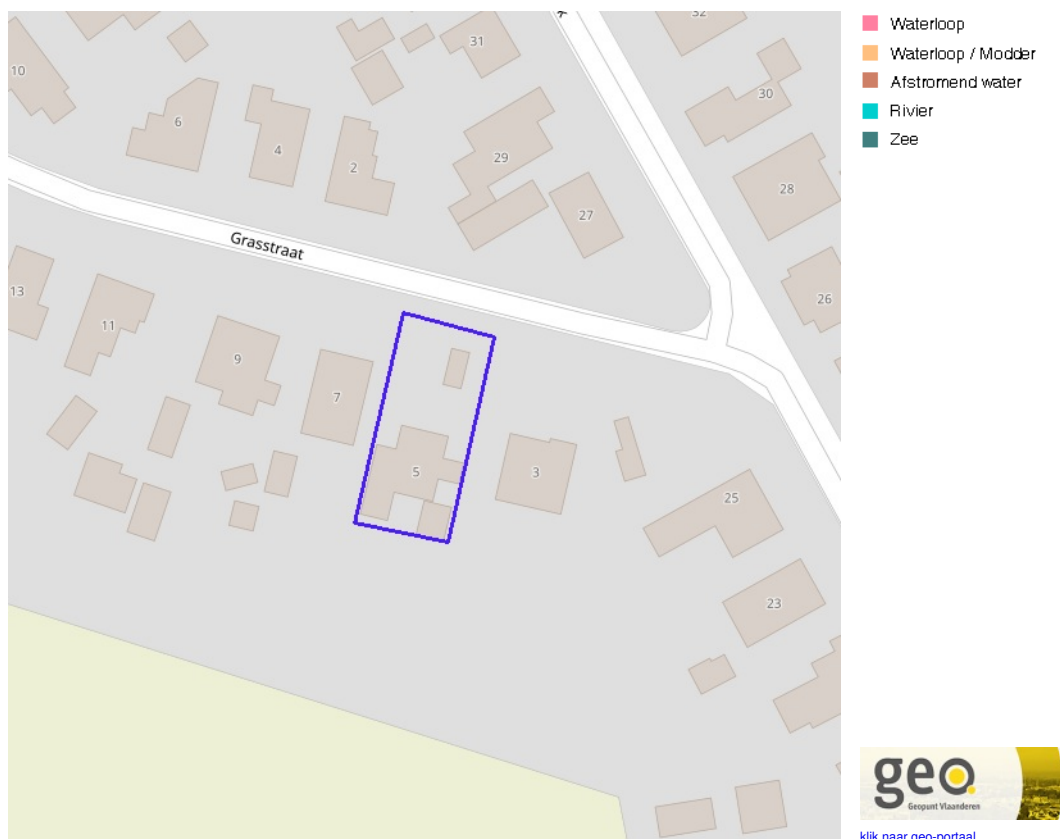 32
31
10
30
6
4
2
29
28
27
Grasstraat
26
13
11
9
7
5
3
25
23
Waterloop
Waterloop / Modder
Afstromend water
Rivier
Zee
geo
Geopunt Vlaanderen
klik naar geo-portaal